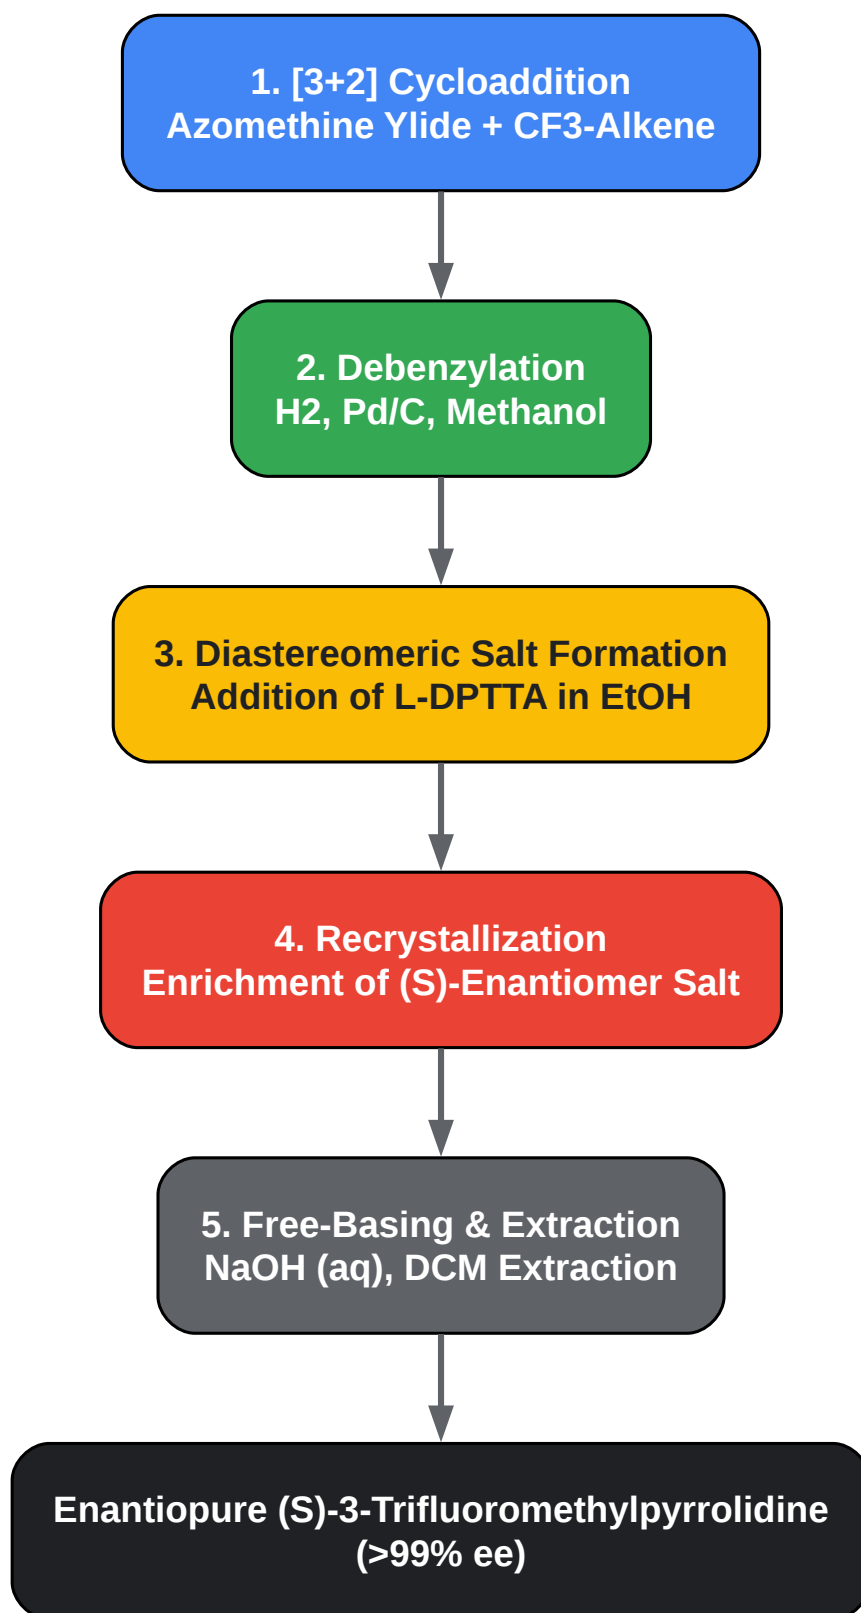 1. [3+2] Cycloaddition
Azomethine Ylide + CF3-Alkene
2. Debenzylation
H2, Pd/C, Methanol
3. Diastereomeric Salt Formation
Addition of L-DPTTA in EtOH
4. Recrystallization
Enrichment of (S)-Enantiomer Salt
5. Free-Basing & Extraction
NaOH (aq), DCM Extraction
Enantiopure (S)-3-Trifluoromethylpyrrolidine
(>99% ee)